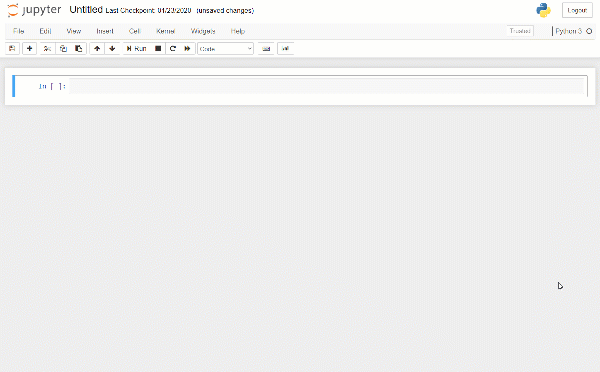 jupyter Untitled Last Checkpoint: 01/23/2020 (unsaved changes) Logout
File Edit View Insert Cell Kernel Widgets Help Trusted Python 3
Run Code
In [ ]: